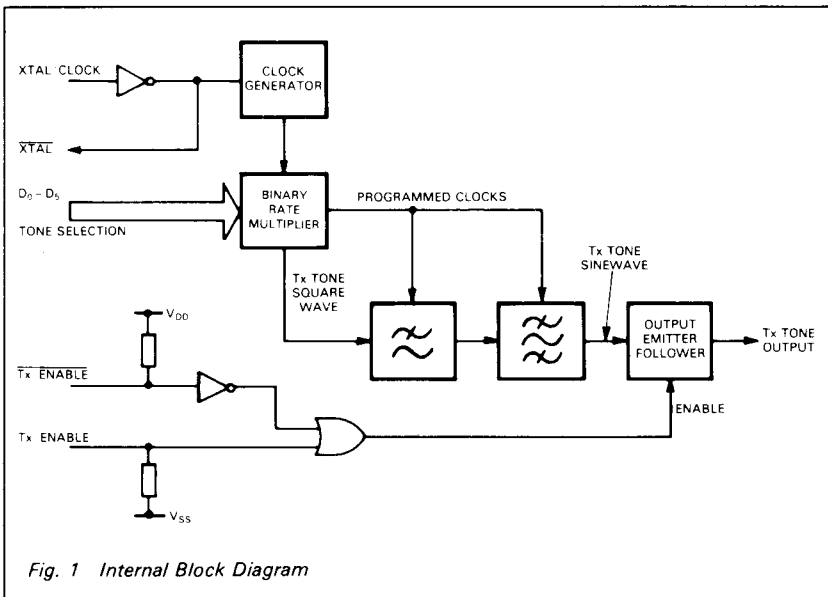 XTAL CLOCK
CLOCK
GENERATOR
XTAL
D0 – D5
TONE SELECTION
BINARY
RATE
MULTIPLIER
PROGRAMMED CLOCKS
Tx TONE
SQUARE
WAVE
Tx TONE
SINEWAVE
OUTPUT
EMITTER
FOLLOWER
Tx TONE
OUTPUT
VDD
Tx ENABLE
Tx ENABLE
ENABLE
VSS
Fig. 1 Internal Block Diagram